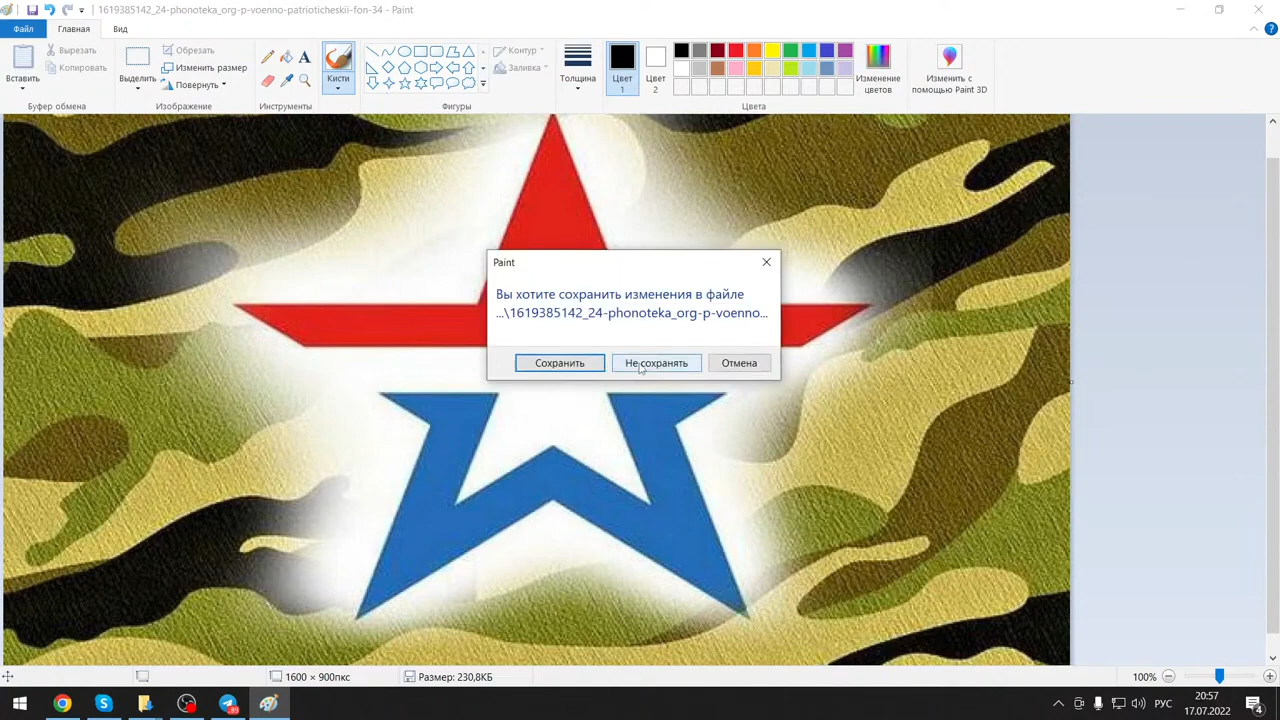 1619385142_24-phonoteka_org-p-voenno-patrioticheskii-fon-34 - Paint
Файл
Главная
Вид
Вставить
Вырезать
Копировать
Буфер обмена
Выделить
Обрезать
Изменить размер
Повернуть
Изображение
A
Инструменты
Кисти
Контур
Заливка
Фигуры
Толщина
Цвет 1
Цвет 2
Изменение цветов
Цвета
Изменить с помощью Paint 3D
Paint
Вы хотите сохранить изменения в файле
...\1619385142_24-phonoteka_org-p-voenno...
Сохранить
Не сохранять
Отмена
1600 × 900пкс
Размер: 230,8КБ
100%
89
РУС
20:57
17.07.2022
4